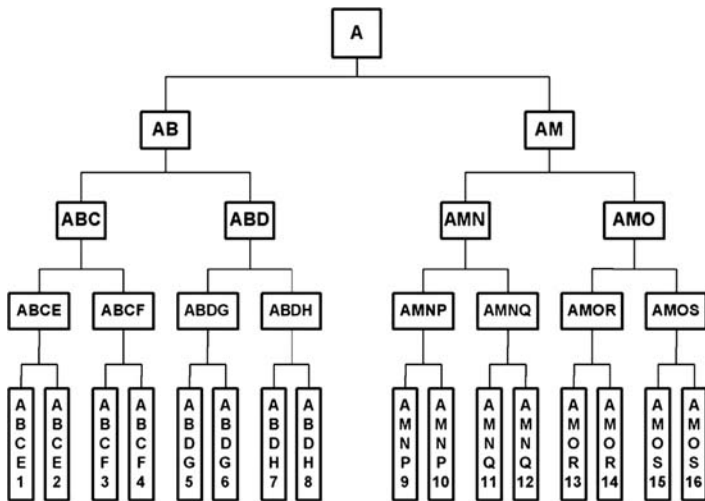 A
AB AM
ABC ABD AMN AMO
ABCE ABCF ABDG ABDH AMNP AMNQ AMOR AMOS
ABCE1 ABCE2 ABCF3 ABCF4 ABDG5 ABDG6 ABDH7 ABDH8 AMNP9 AMNP10 AMNQ11 AMNQ12 AMOR13 AMOR14 AMOS15 AMOS16